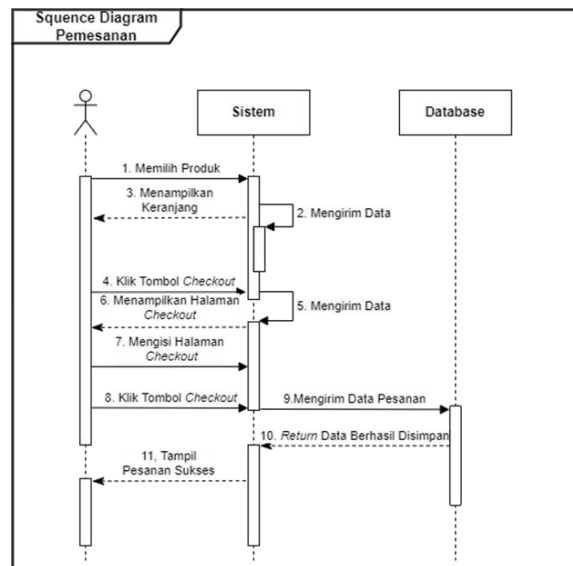 Squence Diagram
Pemesanan
Sistem
Database
1. Memilih Produk
3. Menampilkan
Keranjang
2. Mengirim Data
4. Klik Tombol Checkout
6. Menampilkan Halaman
Checkout
5. Mengirim Data
7. Mengisi Halaman
Checkout
8. Klik Tombol Checkout
9.Mengirim Data Pesanan
10. Return Data Berhasil Disimpan
11, Tampil
Pesanan Sukses